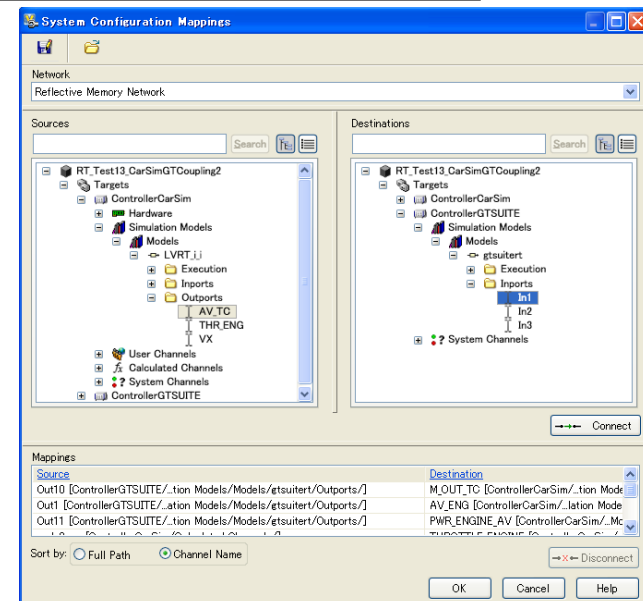 System Configuration Mappings
Network
Reflective Memory Network
Sources
Search
RT_Test13_CarSimGTCoupling2
Targets
ControllerCarSim
Hardware
Simulation Models
Models
LVRT_i_i
Execution
Inports
Outports
AV_TC
THR_ENG
VX
User Channels
fx Calculated Channels
? System Channels
ControllerGTSUITE
Destinations
Search
RT_Test13_CarSimGTCoupling2
Targets
ControllerCarSim
ControllerGTSUITE
Simulation Models
Models
gtsuitert
Execution
Inports
In1
In2
In3
? System Channels
Connect
Mappings
Source Destination
Out10 [ControllerGTSUITE/...tion Models/Models/gtsuitert/Outports/] M_OUT_TC [ControllerCarSim/...tion Mode
Out1 [ControllerGTSUITE/...tion Models/Models/gtsuitert/Outports/] AV_ENG [ControllerCarSim/...lation Mode
Out11 [ControllerGTSUITE/...tion Models/Models/gtsuitert/Outports/] PWR_ENGINE_AV [ControllerCarSim/...Mc
Sort by: Full Path Channel Name
Disconnect
OK Cancel Help